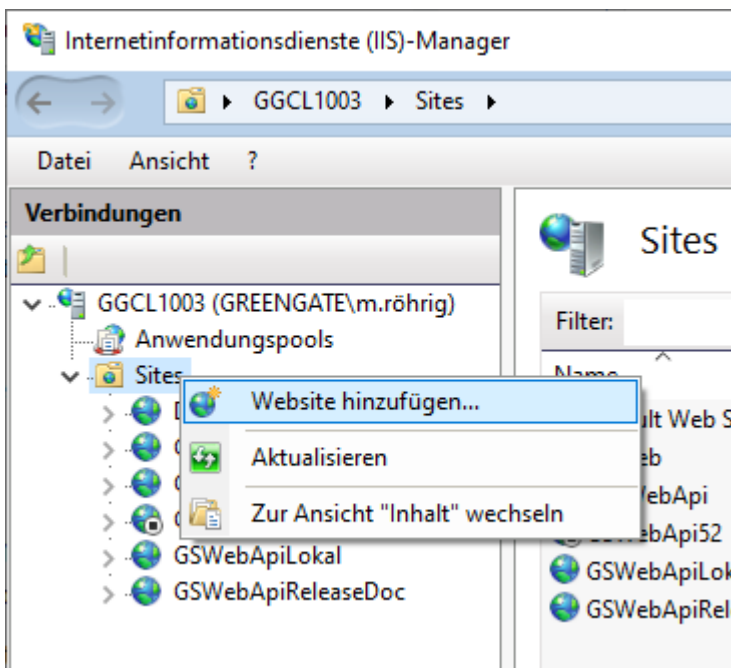 Internetinformationsdienste (IIS)-Manager
GGCL1003 Sites
Datei Ansicht ?
Verbindungen
Sites
GGCL1003 (GREENGATE\m.röhrig)
Filter:
Anwendungspools
Sites
Name
Website hinzufügen...
Aktualisieren
Zur Ansicht "Inhalt" wechseln
GSWebApiLokal
GSWebApiReleaseDoc